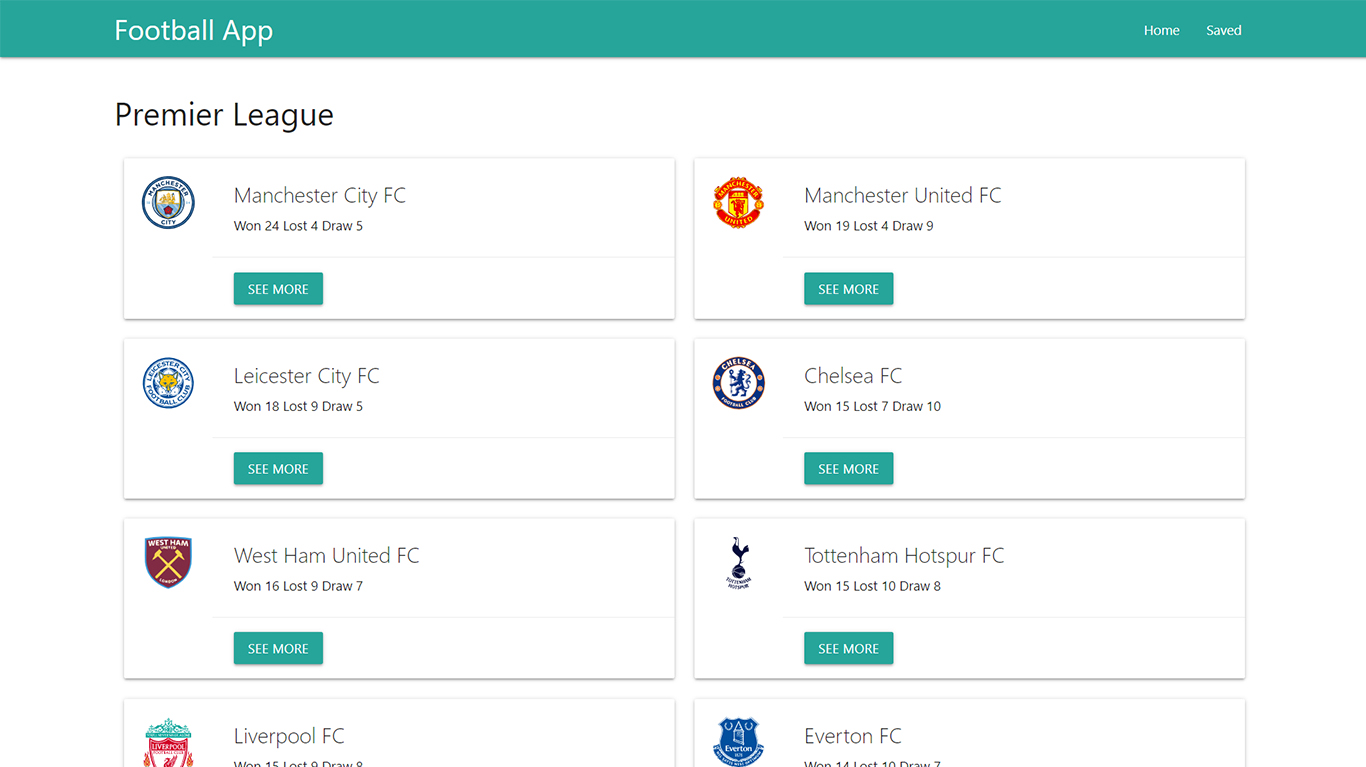 Football App
Home
Saved
Premier League
MANCHESTER
CITY
Manchester City FC
Won 24 Lost 4 Draw 5
SEE MORE
MANCHESTER
UNITED
Manchester United FC
Won 19 Lost 4 Draw 9
SEE MORE
LEICESTER CITY
FOOTBALL CLUB
Leicester City FC
Won 18 Lost 9 Draw 5
SEE MORE
CHELSEA
FOOTBALL CLUB
Chelsea FC
Won 15 Lost 7 Draw 10
SEE MORE
WEST HAM
UNITED
LONDON
West Ham United FC
Won 16 Lost 9 Draw 7
SEE MORE
TOTTENHAM
HOTSPUR
Tottenham Hotspur FC
Won 15 Lost 10 Draw 8
SEE MORE
LIVERPOOL
FOOTBALL CLUB
Liverpool FC
Won 15 Lost 9 Draw 8
Everton
Everton FC
Won 14 Lost 10 Draw 7